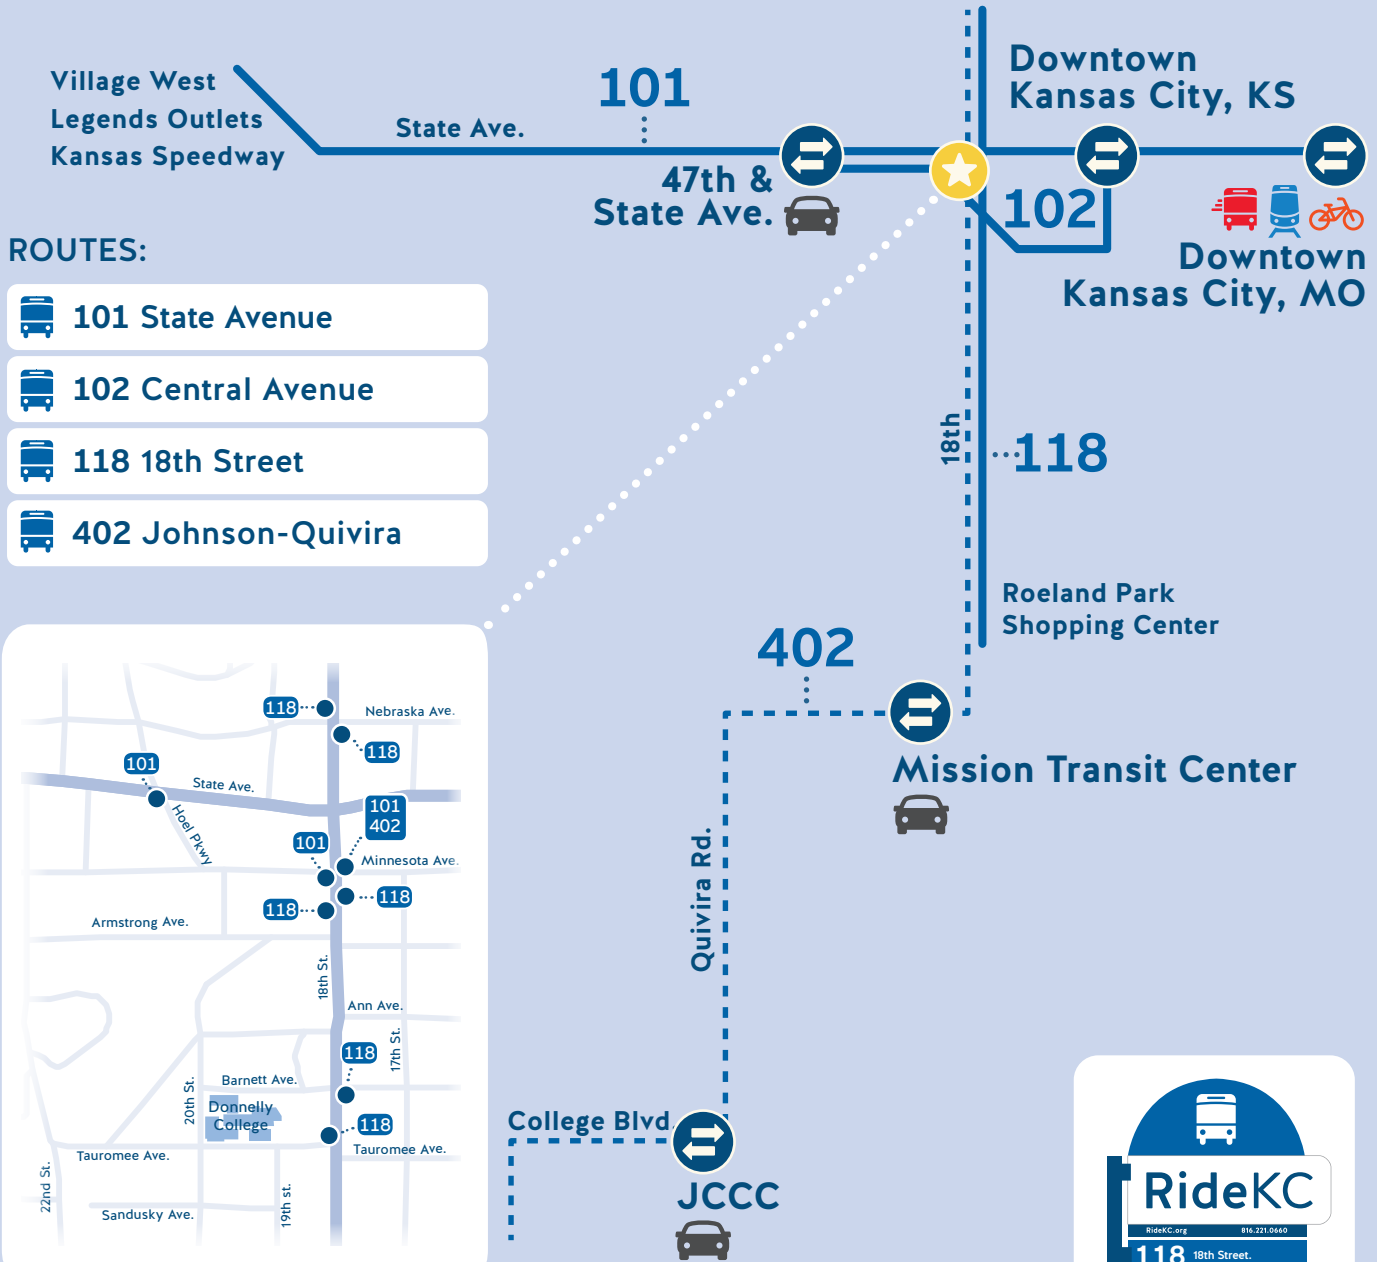 Village West
Legends Outlets
Kansas Speedway
State Ave.
101
47th &
State Ave.
Downtown
Kansas City, KS
102
Downtown
Kansas City, MO
ROUTES:
101 State Avenue
102 Central Avenue
118 18th Street
402 Johnson-Quivira
18th
118
Roeland Park
Shopping Center
402
Mission Transit Center
Quivira Rd.
College Blvd.
JCCC
118
Nebraska Ave.
118
101
State Ave.
Hoel Pkwy
101
402
101
Minnesota Ave.
118
118
Armstrong Ave.
18th St.
Ann Ave.
17th St.
118
Barnett Ave.
20th St.
Donnelly
College
118
Tauromee Ave.
Tauromee Ave.
22nd St.
19th st.
Sandusky Ave.
RideKC
RideKC.org 816.221.0660
118 18th Street.